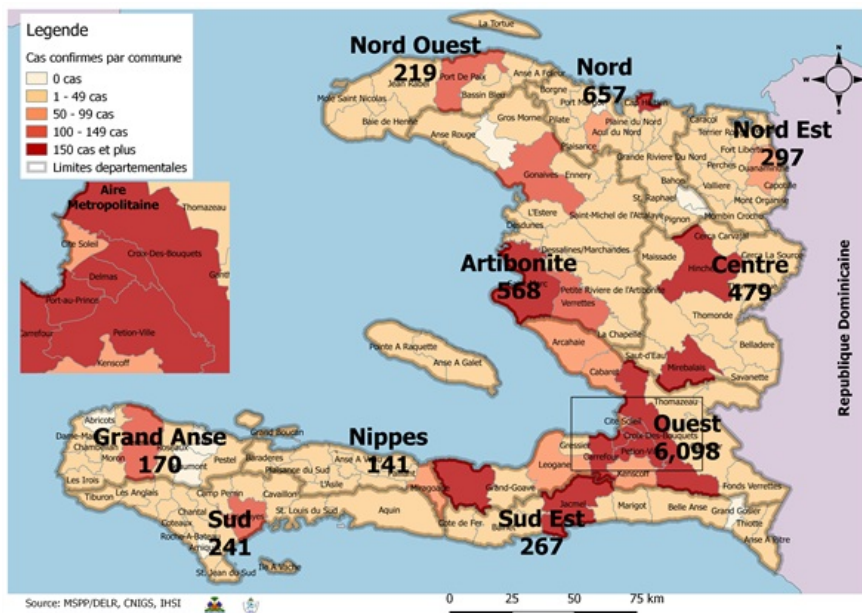 Legende
Cas confirmes par commune
0 cas
1 - 49 cas
50 - 99 cas
100 - 149 cas
150 cas et plus
Limites departementales
Aire
Metropolitaine
Thomazeau
Cite Soleil
Croix-Des-Bouquets
Delmas
Port-au-Prince
Carrefour
Petion-Ville
Kenscoff
La Tortue
Nord Ouest
219
Port De Paix
Jean Rabel
Anse A Foleur
Mole Saint Nicolas
Bassin Bleu
Baie de Henne
Anse Rouge
Gros Morne
Nord
657
Borgne
Port Margot
Pilate
Plaine du Nord
Acul du Nord
Plaisance
Grande Riviere Du Nord
Bahon
St. Raphael
Pignon
Caracol
Nord Est
297
Fort Liberte
Perches
Ouanaminthe
Valliere
Capotille
Mont Organise
Mombin Crochu
Gonaives
Ennery
Saint-Michel de l'Attalaye
L'Estere
Desdunes
Dessalines/Marchandes
Artibonite
568
Petite Riviere de l'Artibonite
Verrettes
La Chapelle
Cerca Carvajal
Cerca La Source
Maissade
Centre
479
Thomonde
Belladere
Saut-d'Eau
Mirebalais
Savanette
Arcahaie
Cabaret
Pointe A Raquette
Anse A Galet
Thomazeau
Cite Soleil
Ouest
6,098
Croix-Des-Bouquets
Gressier
Carrefour
Petion-Ville
Kenscoff
Leogane
Fonds Verrettes
Grand-Goave
Miragoane
Abricots
Grand Anse
170
Moron
Chambellan
Les Irois
Pestel
Grand Boucan
Baraderes
Nippes
141
Plaisance du Sud
L'Asile
Tiburon
Les Anglais
Camp Perrin
Cavaillon
Chantal
Coteaux
Roche-A-Bateau
Sud
241
St. Louis du Sud
Aquin
St. Jean du Sud
Ile A Vache
Cote de Fer
Jacmel
Sud Est
267
Marigot
Belle Anse
Grand Gosier
Thiotte
Anse A Pitre
Republique Dominicaine
N
W
E
S
Source: MSPP/DELR, CNIGS, IHSI
0 25 50 75 km